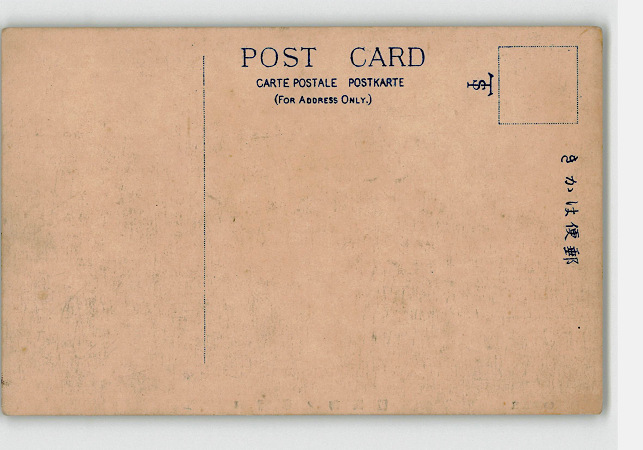 POST CARD
CARTE POSTALE POSTKARTE
(FOR ADDRESS ONLY.)
きかは便郵